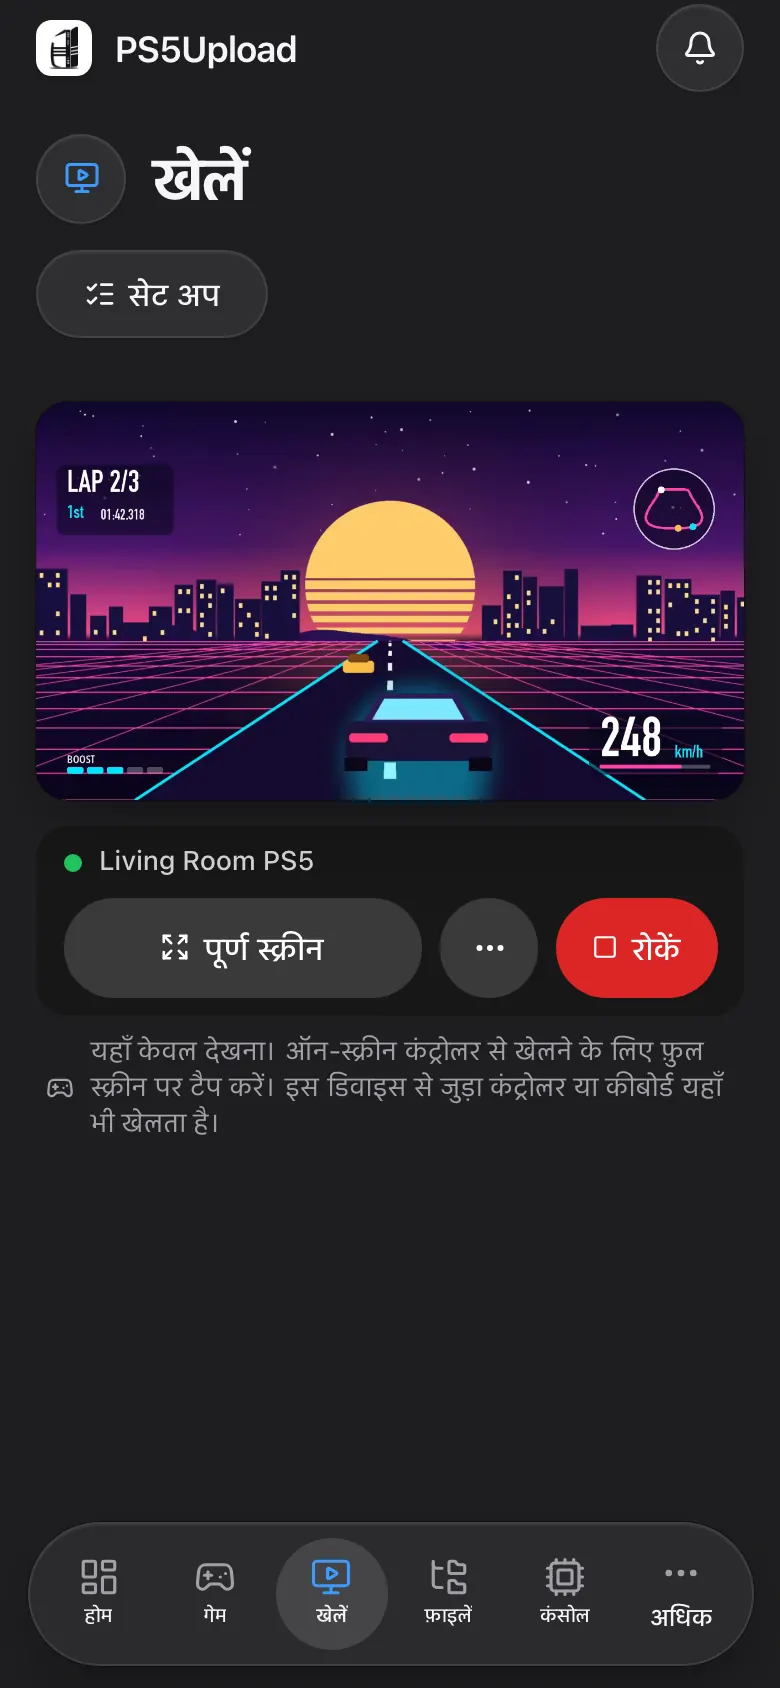 PS5Upload
खेलें
सेट अप
LAP 2/3
1st 01:42.318
BOOST
248 km/h
Living Room PS5
पूर्ण स्क्रीन
रोकें
यहाँ केवल देखना। ऑन-स्क्रीन कंट्रोलर से खेलने के लिए फ़ुल
स्क्रीन पर टैप करें। इस डिवाइस से जुड़ा कंट्रोलर या कीबोर्ड यहाँ
भी खेलता है।
होम
गेम
खेलें
फ़ाइलें
कंसोल
अधिक